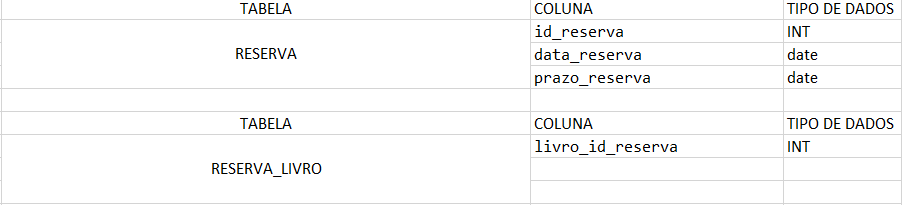 TABELA COLUNA TIPO DE DADOS
RESERVA
id_reserva INT
data_reserva date
prazo_reserva date
TABELA COLUNA TIPO DE DADOS
RESERVA_LIVRO
livro_id_reserva INT